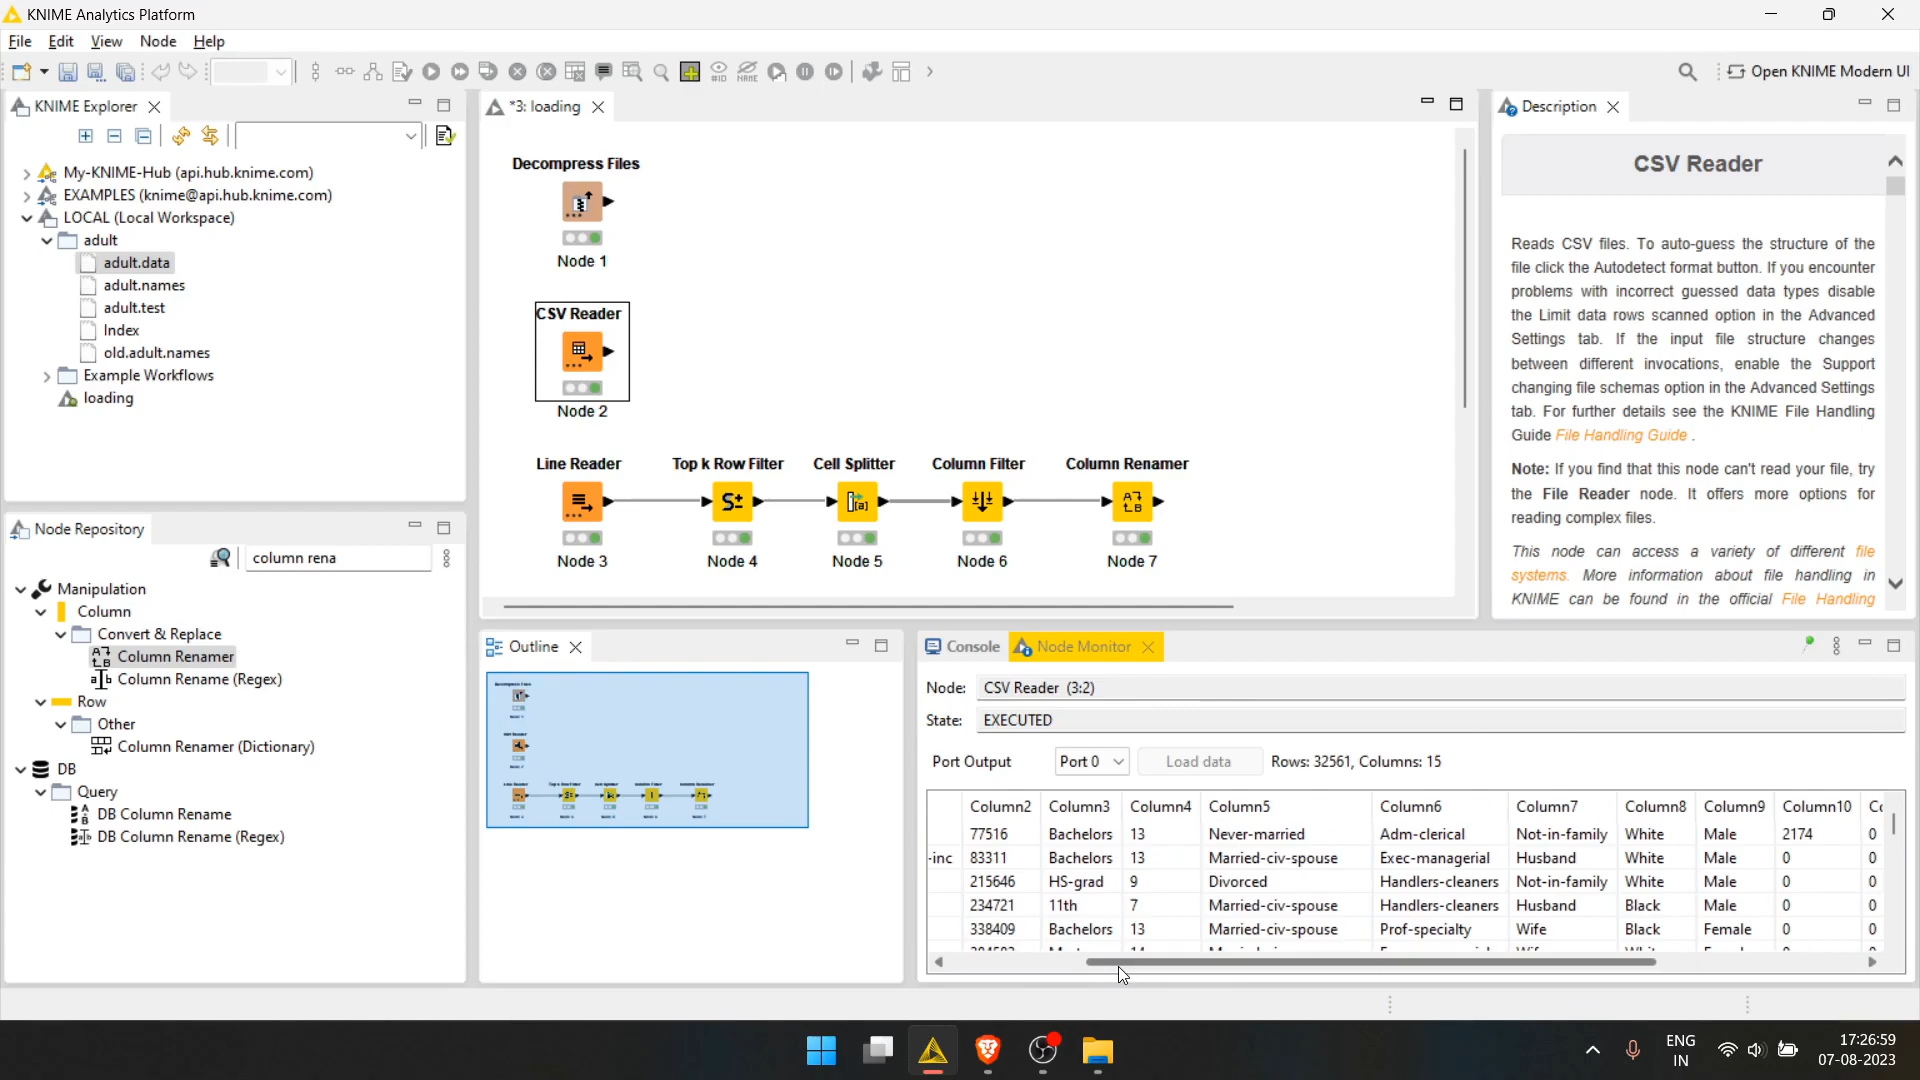 KNIME Analytics Platform
File Edit View Node Help
#ID NAME
Open KNIME Modern UI
KNIME Explorer
My-KNIME-Hub (api.hub.knime.com)
EXAMPLES (knime@api.hub.knime.com)
LOCAL (Local Workspace)
adult
adult.data
adult.names
adult.test
Index
old.adult.names
Example Workflows
loading
Node Repository
column rena
Manipulation
Column
Convert & Replace
Column Renamer
Column Rename (Regex)
Row
Other
Column Renamer (Dictionary)
DB
Query
DB Column Rename
DB Column Rename (Regex)
*3: loading
Decompress Files
Node 1
CSV Reader
Node 2
Line Reader Top k Row Filter Cell Splitter Column Filter Column Renamer
Node 3 Node 4 Node 5 Node 6 Node 7
Description
CSV Reader
Reads CSV files. To auto-guess the structure of the
file click the Autodetect format button. If you encounter
problems with incorrect guessed data types disable
the Limit data rows scanned option in the Advanced
Settings tab. If the input file structure changes
between different invocations, enable the Support
changing file schemas option in the Advanced Settings
tab. For further details see the KNIME File Handling
Guide File Handling Guide .
Note: If you find that this node can't read your file, try
the File Reader node. It offers more options for
reading complex files.
This node can access a variety of different file
systems. More information about file handling in
KNIME can be found in the official File Handling
Outline
Console Node Monitor
Node: CSV Reader (3:2)
State: EXECUTED
Port Output Port 0 Load data Rows: 32561, Columns: 15
Column2 Column3 Column4 Column5 Column6 Column7 Column8 Column9 Column10
77516 Bachelors 13 Never-married Adm-clerical Not-in-family White Male 2174 0
-inc 83311 Bachelors 13 Married-civ-spouse Exec-managerial Husband White Male 0 0
215646 HS-grad 9 Divorced Handlers-cleaners Not-in-family White Male 0 0
234721 11th 7 Married-civ-spouse Handlers-cleaners Husband Black Male 0 0
338409 Bachelors 13 Married-civ-spouse Prof-specialty Wife Black Female 0 0
ENG
IN
17:26:59
07-08-2023